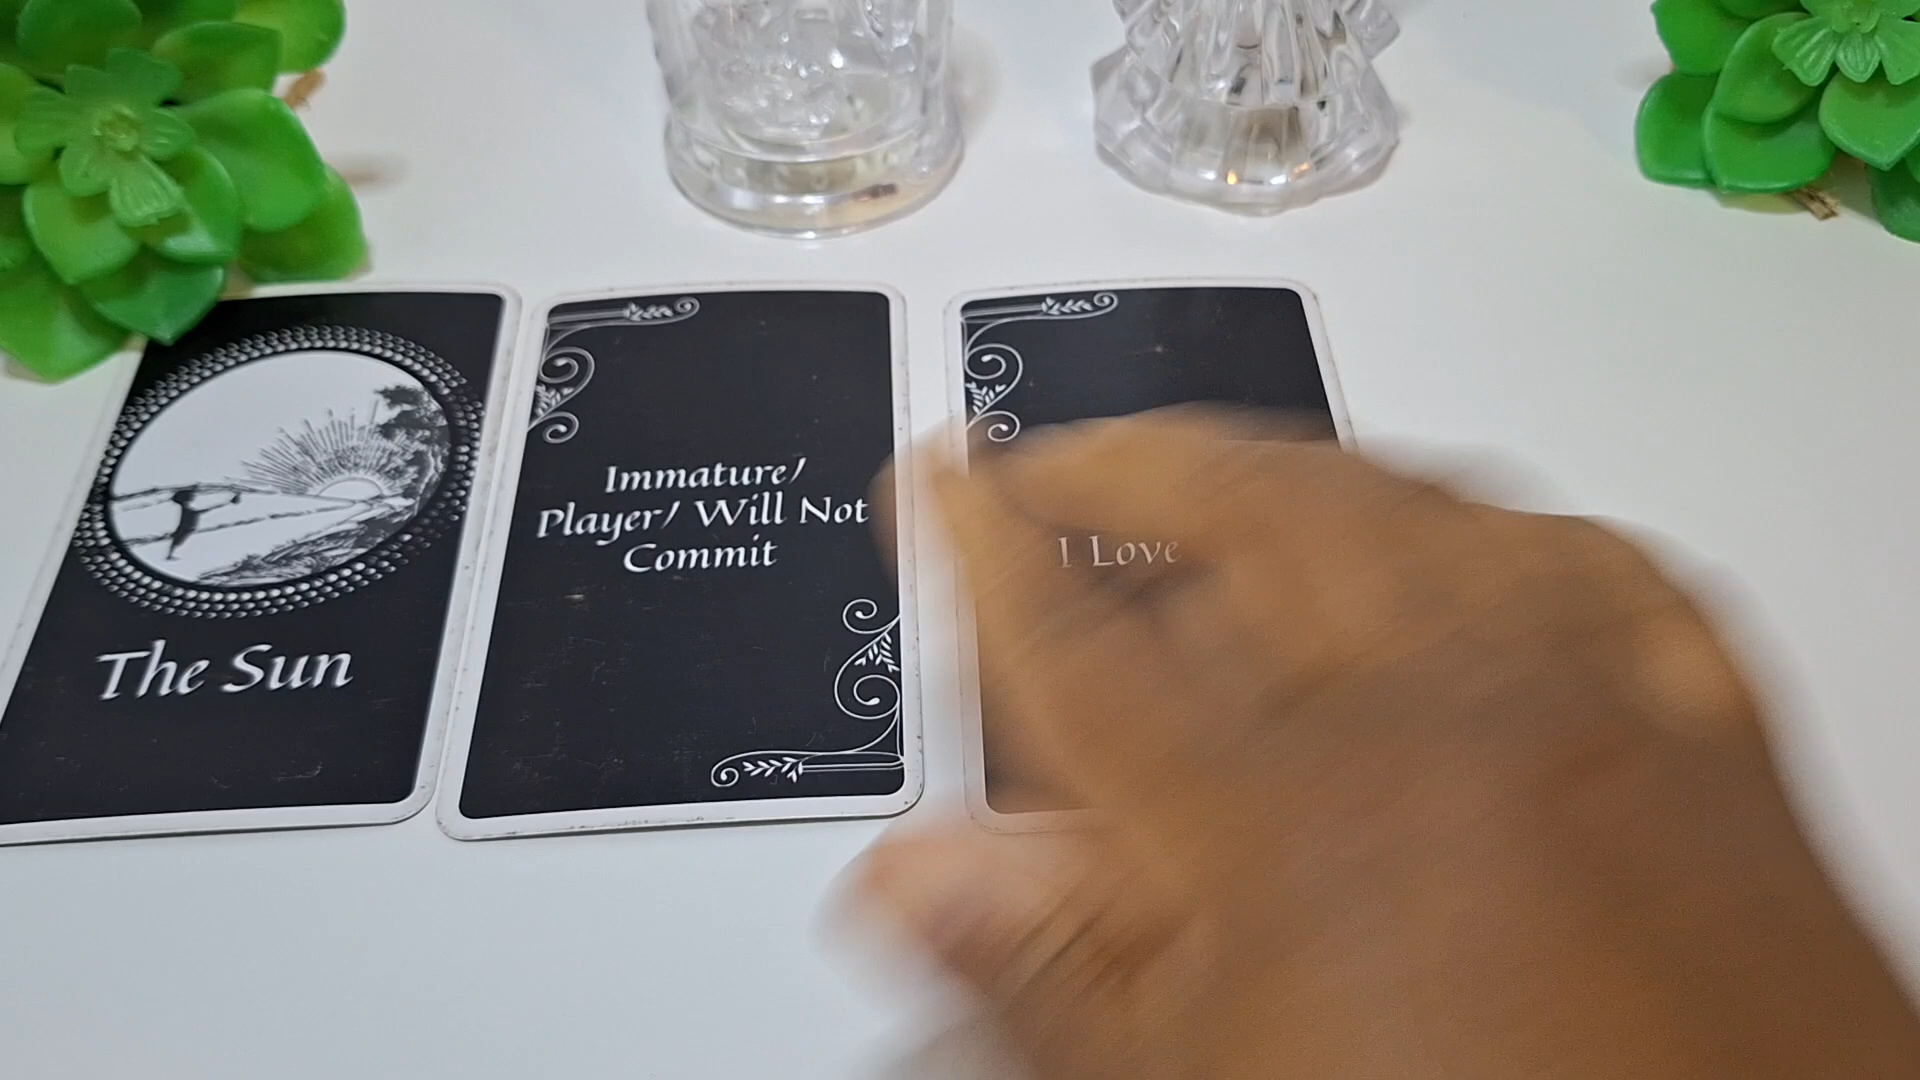 The Sun
Immature/
Player/ Will Not
Commit
I Love